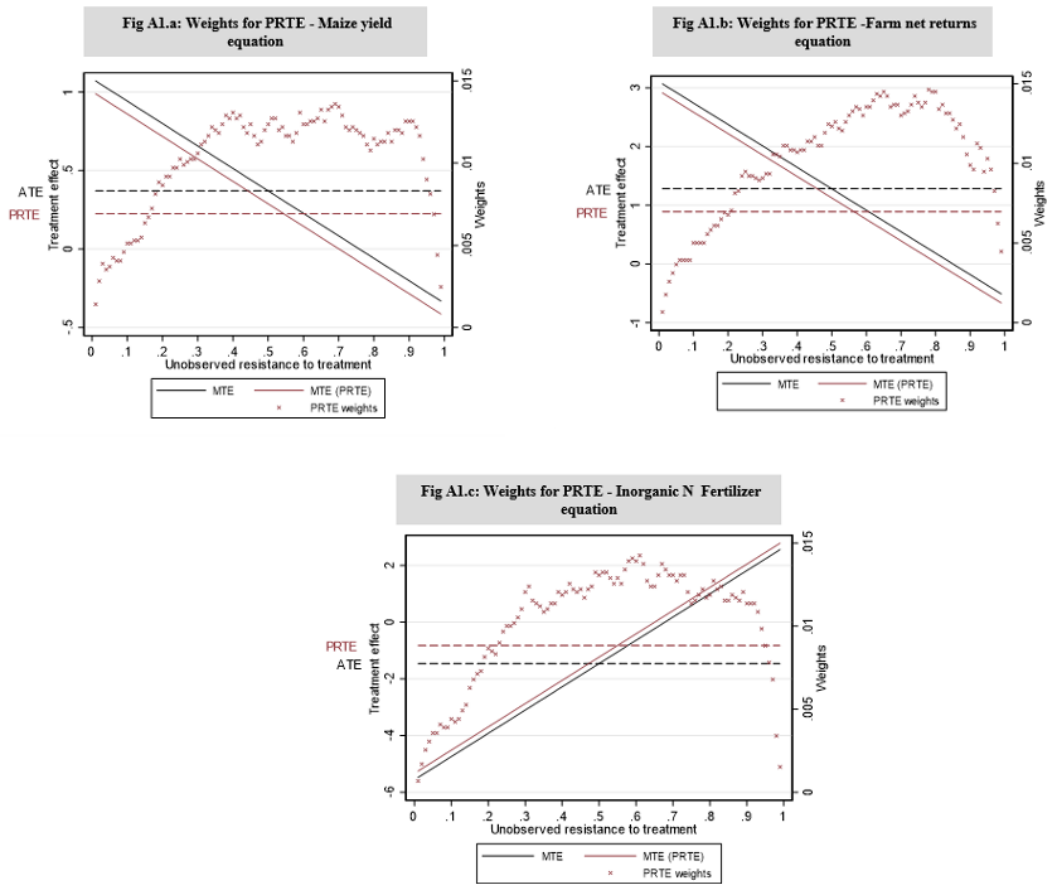 Fig A1.a: Weights for PRTE - Maize yield
equation
1
.5
0
-.5
Treatment effect
ATE
PRTE
.015
.01
.005
0
Weights
0 .1 .2 .3 .4 .5 .6 .7 .8 .9 1
Unobserved resistance to treatment
MTE MTE (PRTE)
PRTE weights
Fig A1.b: Weights for PRTE -Farm net returns
equation
3
2
1
0
-1
Treatment effect
ATE
PRTE
.015
.01
.005
0
Weights
0 .1 .2 .3 .4 .5 .6 .7 .8 .9 1
Unobserved resistance to treatment
MTE MTE (PRTE)
PRTE weights
Fig A1.c: Weights for PRTE - Inorganic N Fertilizer
equation
2
0
-2
-4
-6
Treatment effect
PRTE
ATE
.015
.01
.005
0
Weights
0 .1 .2 .3 .4 .5 .6 .7 .8 .9 1
Unobserved resistance to treatment
MTE MTE (PRTE)
PRTE weights